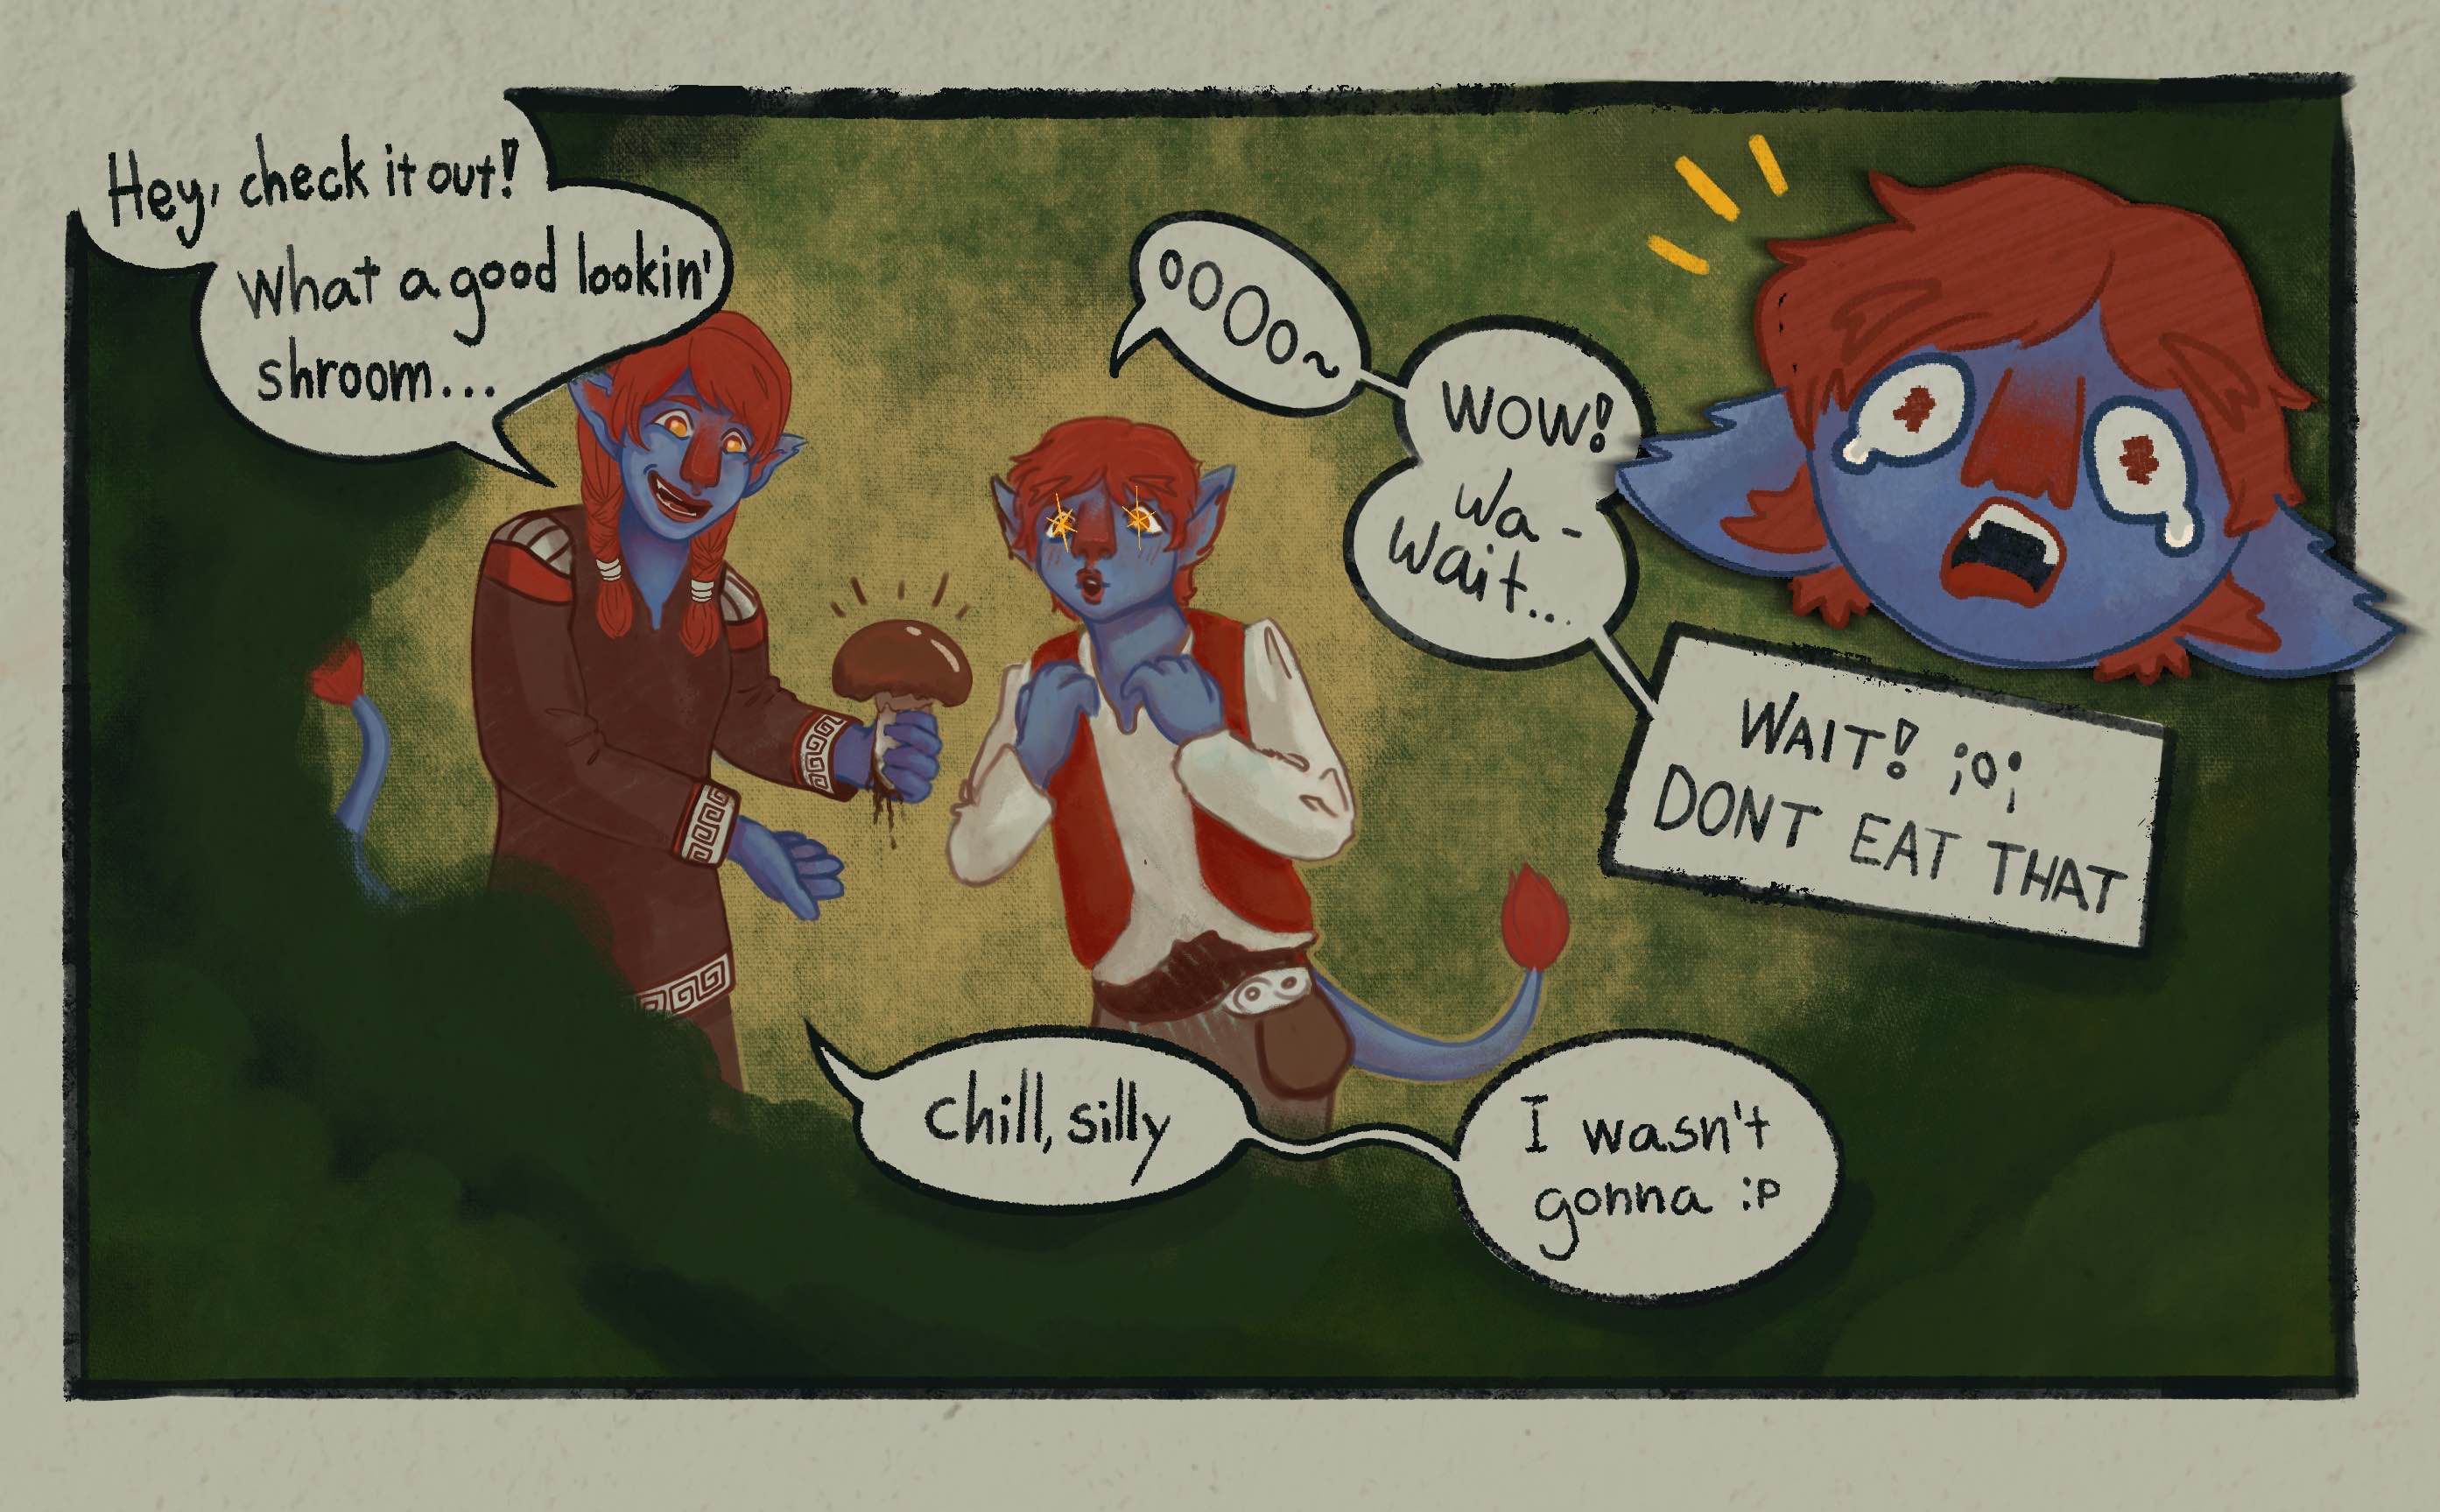 Hey, check it out!
What a good lookin'
shroom...
oOOo~
WOW!
wa-
wait...
WAIT! ;o;
DONT EAT THAT
chill, silly
I wasn't
gonna :P